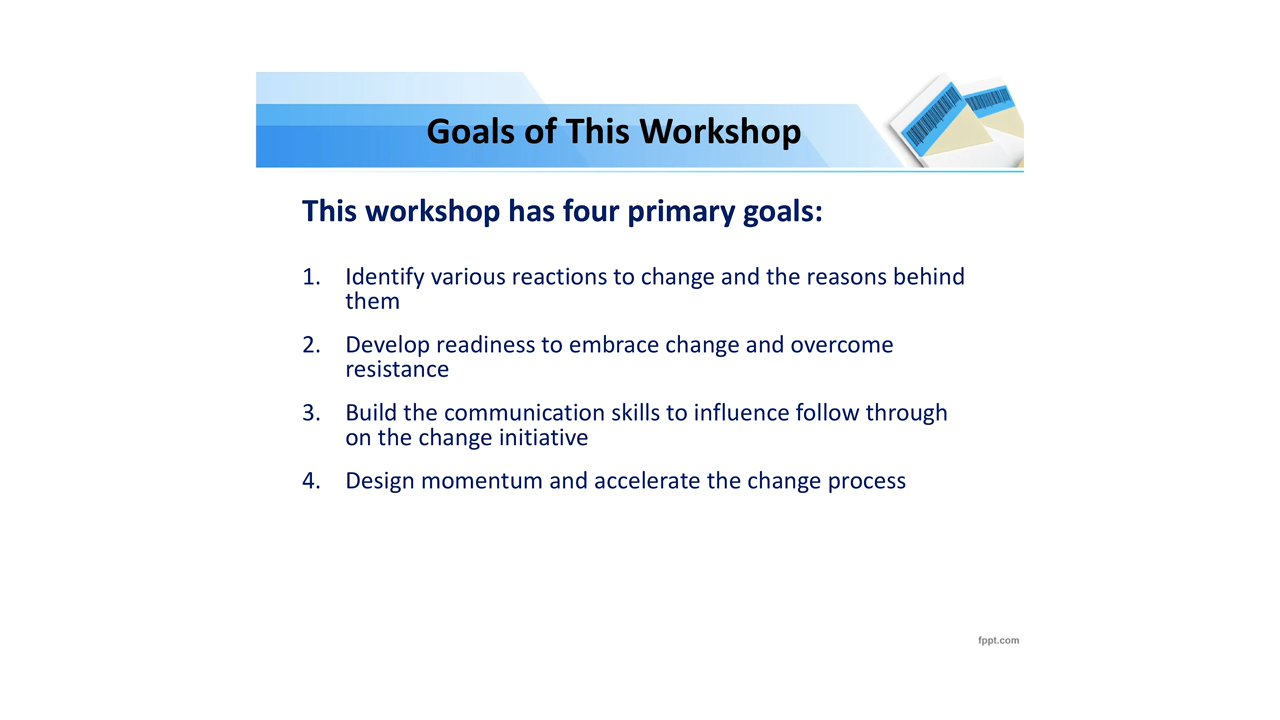 Goals of This Workshop
This workshop has four primary goals:
1. Identify various reactions to change and the reasons behind
them
2. Develop readiness to embrace change and overcome
resistance
3. Build the communication skills to influence follow through
on the change initiative
4. Design momentum and accelerate the change process
fppt.com